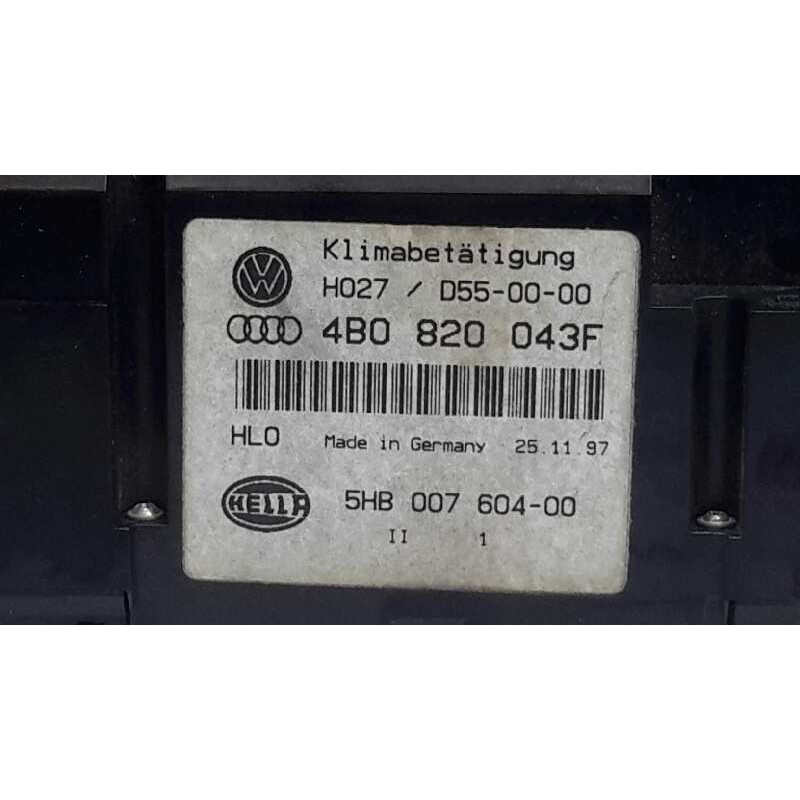 Klimabetätigung
H027 / D55-00-00
4B0 820 043F
HLO Made in Germany 25.11.97
HELLA 5HB 007 604-00
II 1